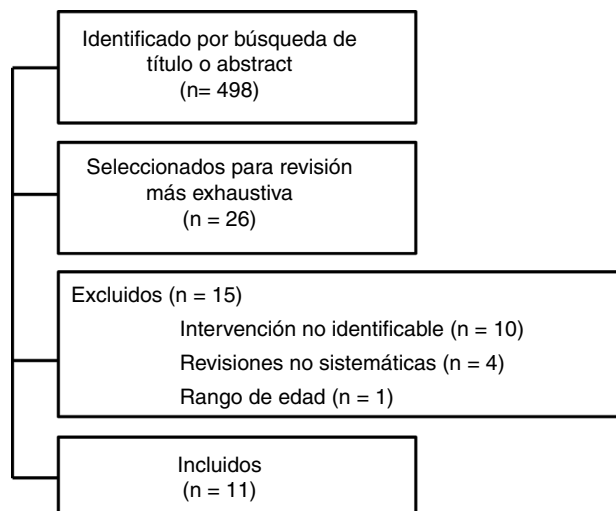 Identificado por búsqueda de
título o abstract
(n= 498)
Seleccionados para revisión
más exhaustiva
(n = 26)
Excluidos (n = 15)
Intervención no identificable (n = 10)
Revisiones no sistemáticas (n = 4)
Rango de edad (n = 1)
Incluidos
(n = 11)